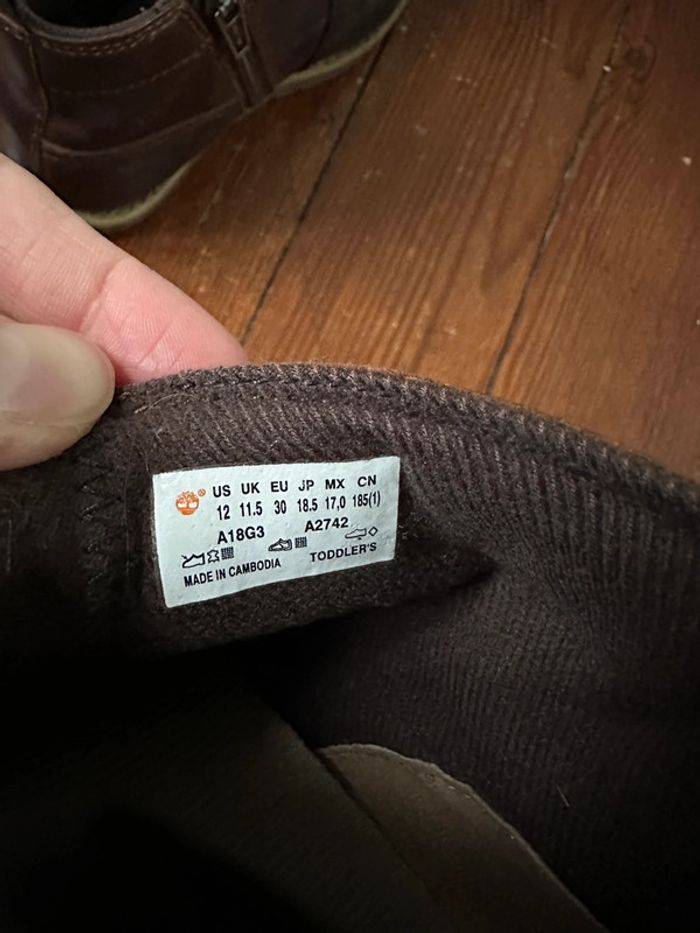 ® US UK EU JP MX CN
12 11.5 30 18.5 17,0 185(1)
A18G3 A2742
TODDLER'S
MADE IN CAMBODIA